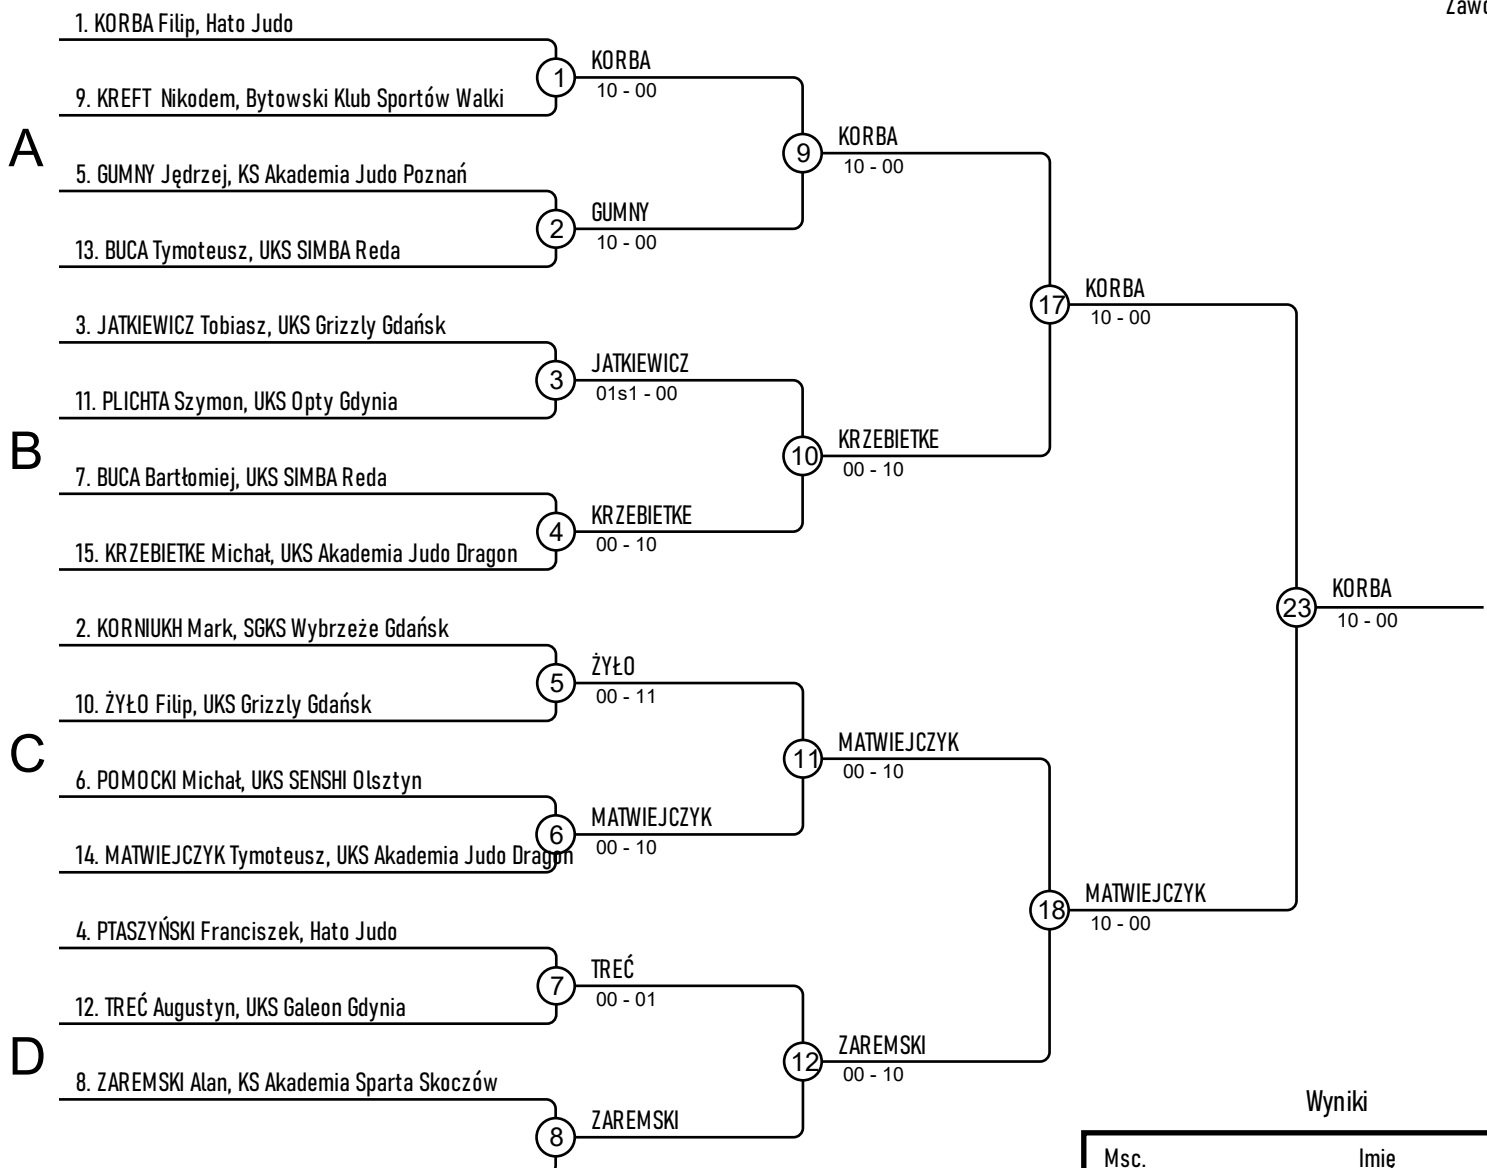 Zawo
1. KORBA Filip, Hato Judo
1
KORBA
10 - 00
9. KREFT Nikodem, Bytowski Klub Sportów Walki
A
9
KORBA
10 - 00
5. GUMNY Jędrzej, KS Akademia Judo Poznań
2
GUMNY
10 - 00
13. BUCA Tymoteusz, UKS SIMBA Reda
17
KORBA
10 - 00
3. JATKIEWICZ Tobiasz, UKS Grizzly Gdańsk
3
JATKIEWICZ
01s1 - 00
11. PLICHTA Szymon, UKS Opty Gdynia
B
10
KRZEBIETKE
00 - 10
7. BUCA Bartłomiej, UKS SIMBA Reda
4
KRZEBIETKE
00 - 10
15. KRZEBIETKE Michał, UKS Akademia Judo Dragon
23
KORBA
10 - 00
2. KORNIUKH Mark, SGKS Wybrzeże Gdańsk
5
ŻYŁO
00 - 11
10. ŻYŁO Filip, UKS Grizzly Gdańsk
C
11
MATWIEJCZYK
00 - 10
6. POMOCKI Michał, UKS SENSHI Olsztyn
6
MATWIEJCZYK
00 - 10
14. MATWIEJCZYK Tymoteusz, UKS Akademia Judo Dragon
18
MATWIEJCZYK
10 - 00
4. PTASZYŃSKI Franciszek, Hato Judo
7
TREĆ
00 - 01
12. TREĆ Augustyn, UKS Galeon Gdynia
D
12
ZAREMSKI
00 - 10
8. ZAREMSKI Alan, KS Akademia Sparta Skoczów
8
ZAREMSKI
Wyniki
Msc. Imię